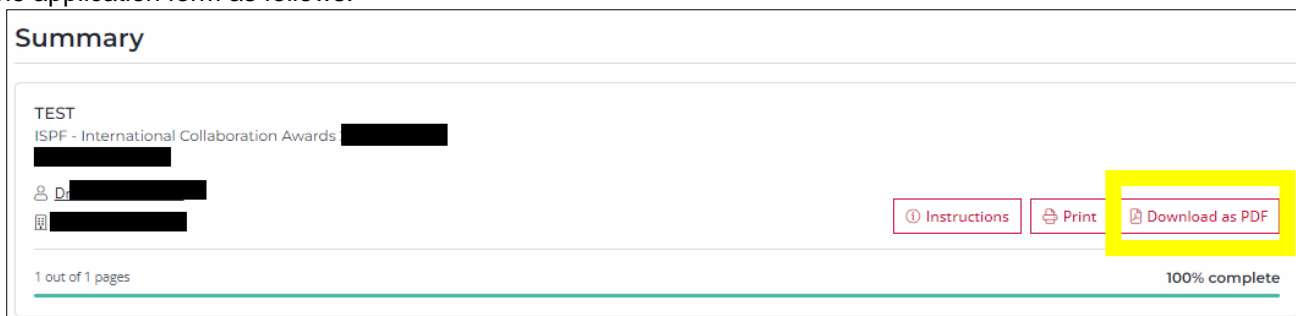 Summary
TEST
ISPF - International Collaboration Awards
Dr
Instructions Print Download as PDF
1 out of 1 pages 100% complete